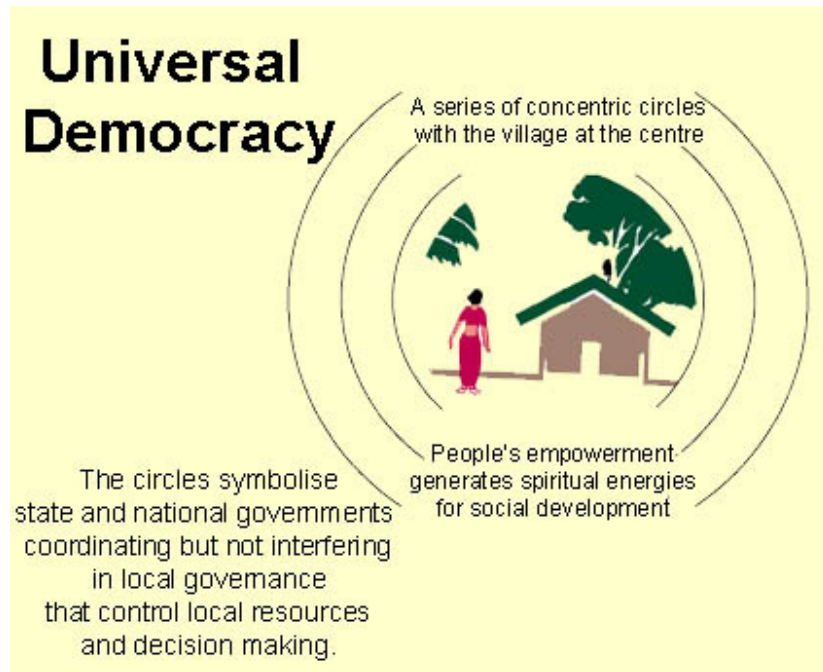 Universal
Democracy
A series of concentric circles
with the village at the centre
People's empowerment
generates spiritual energies
for social development
The circles symbolise
state and national governments
coordinating but not interfering
in local governance
that control local resources
and decision making.